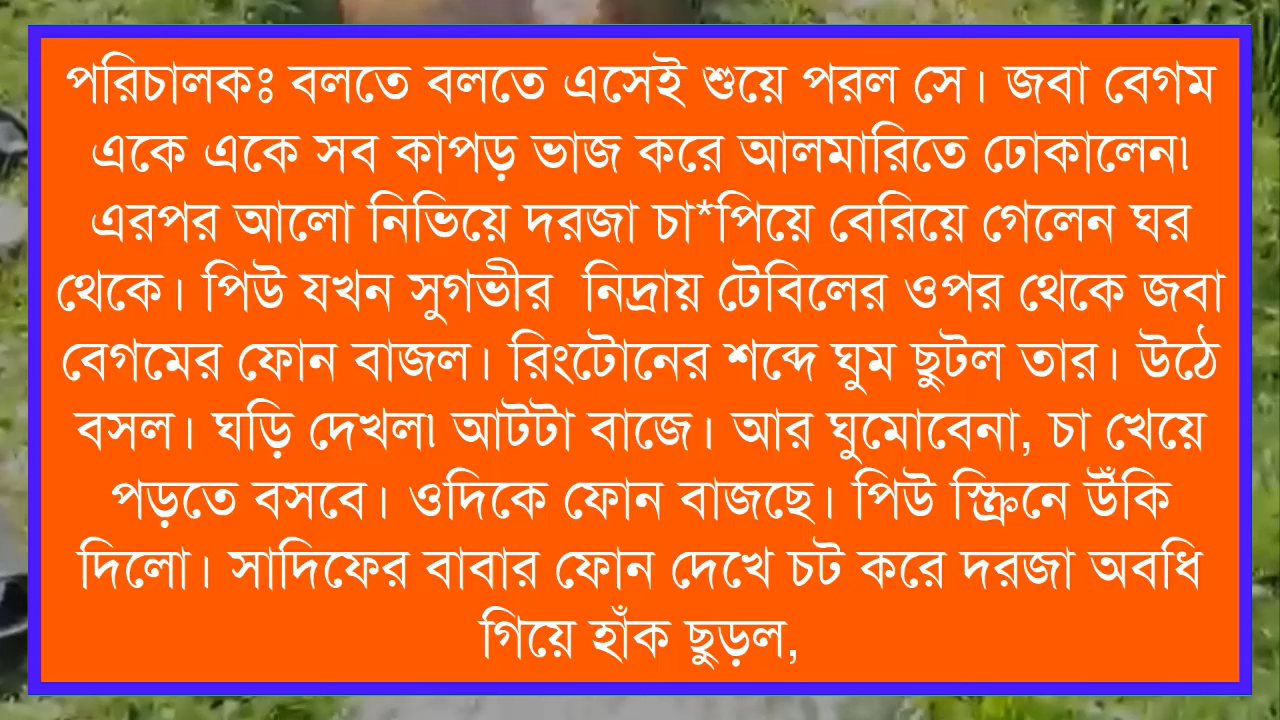 পরিচালকঃ বলতে বলতে এসেই শুয়ে পরল সে। জবা বেগম
একে একে সব কাপড় ভাজ করে আলমারিতে ঢোকালেন৷
এরপর আলো নিভিয়ে দরজা চা*পিয়ে বেরিয়ে গেলেন ঘর
থেকে। পিউ যখন সুগভীর  নিদ্রায় টেবিলের ওপর থেকে জবা
বেগমের ফোন বাজল। রিংটোনের শব্দে ঘুম ছুটল তার। উঠে
বসল। ঘড়ি দেখল৷ আটটা বাজে। আর ঘুমোবেনা, চা খেয়ে
পড়তে বসবে। ওদিকে ফোন বাজছে। পিউ স্ক্রিনে উঁকি
দিলো। সাদিফের বাবার ফোন দেখে চট করে দরজা অবধি
গিয়ে হাঁক ছুড়ল,